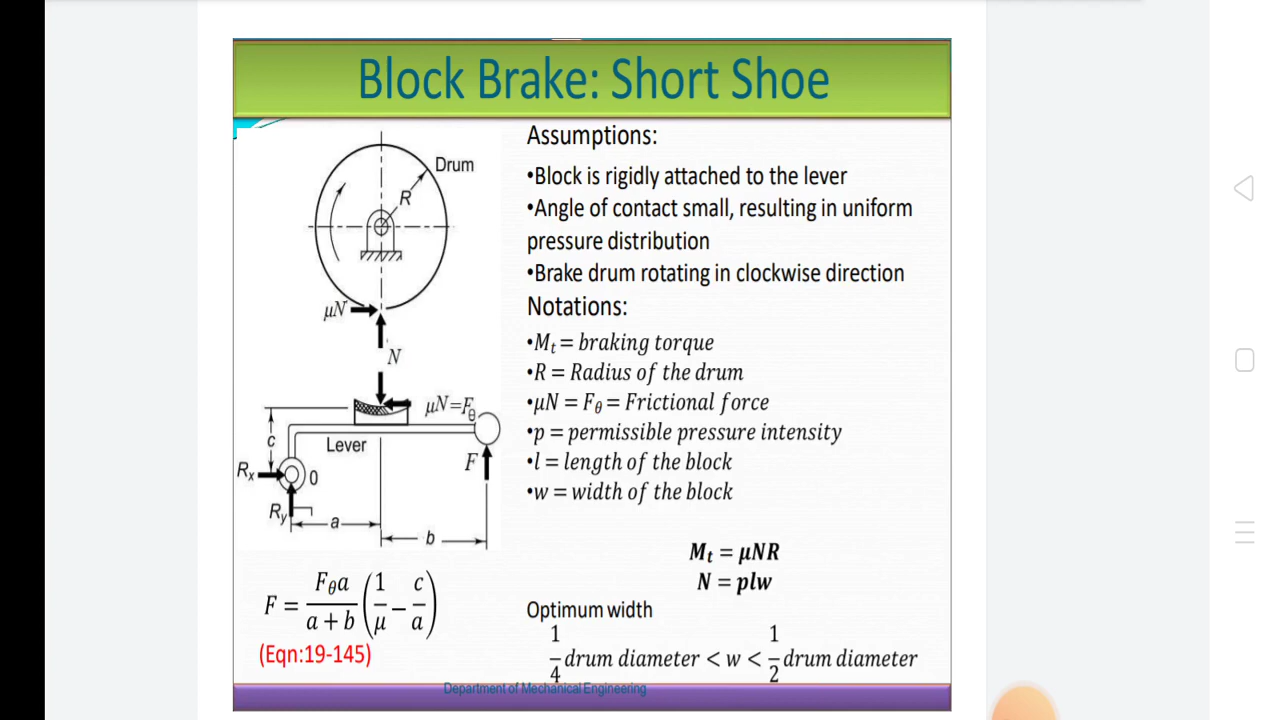 Block Brake: Short Shoe
Drum
R
μN
N
μN=Fθ
c
Lever
F
Rx
0
Ry
a
b
F = Fθa / a + b (1/μ − c/a)
(Eqn:19-145)
Assumptions:
•Block is rigidly attached to the lever
•Angle of contact small, resulting in uniform
pressure distribution
•Brake drum rotating in clockwise direction
Notations:
•Mt = braking torque
•R = Radius of the drum
•μN = Fθ = Frictional force
•p = permissible pressure intensity
•l = length of the block
•w = width of the block
Mt = μNR
N = plw
Optimum width
1/4 drum diameter < w < 1/2 drum diameter
Department of Mechanical Engineering